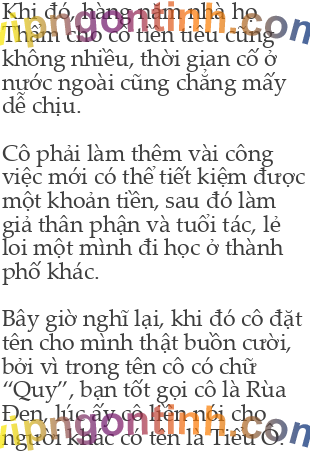 Khi đó, hàng năm nhà họ
Thẩm cho cô tiền tiêu cũng
không nhiều, thời gian cố ở
nước ngoài cũng chẳng mấy
dễ chịu.
Cô phải làm thêm vài công
việc mới có thể tiết kiệm được
một khoản tiền, sau đó làm
giả thân phận và tuổi tác, lẻ
loi một mình đi học ở thành
phố khác.
Bây giờ nghĩ lại, khi đó cô đặt
tên cho mình thật buồn cười,
bởi vì trong tên cô có chữ
“Quy”, bạn tốt gọi cô là Rùa
Đen, lúc ấy cô liền nói cho
người khác cô tên là Tiểu Ô.
vipngontinh.com
vipngontinh.com